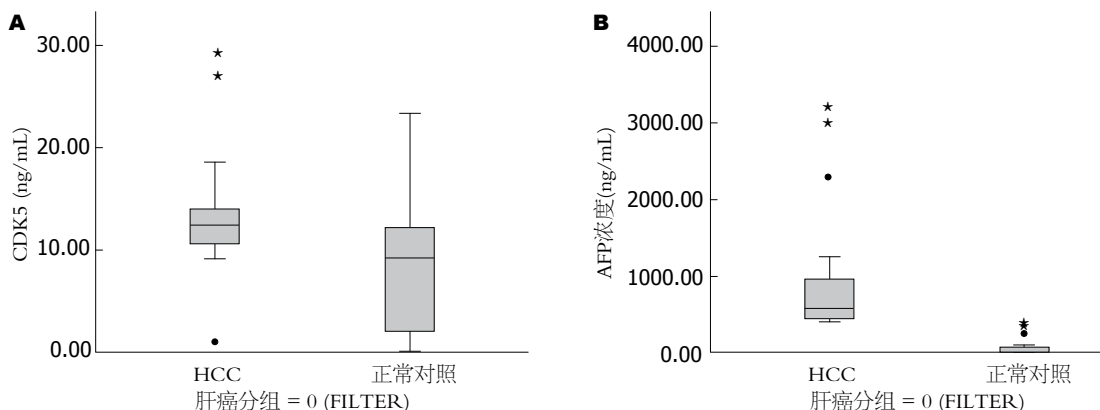 A
CDK5 (ng/mL)
30.00
20.00
10.00
0.00
HCC
正常对照
肝癌分组 = 0 (FILTER)
B
AFP浓度(ng/mL)
4000.00
3000.00
2000.00
1000.00
0.00
HCC
正常对照
肝癌分组 = 0 (FILTER)